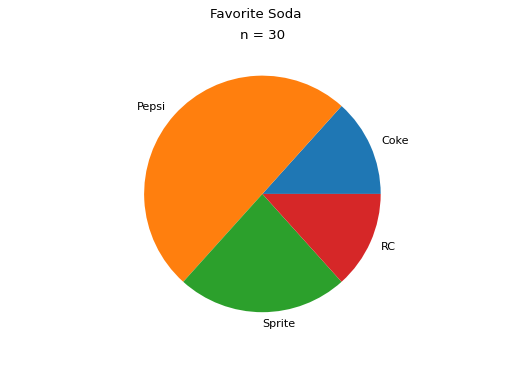 Favorite Soda
n = 30
Pepsi
Coke
RC
Sprite